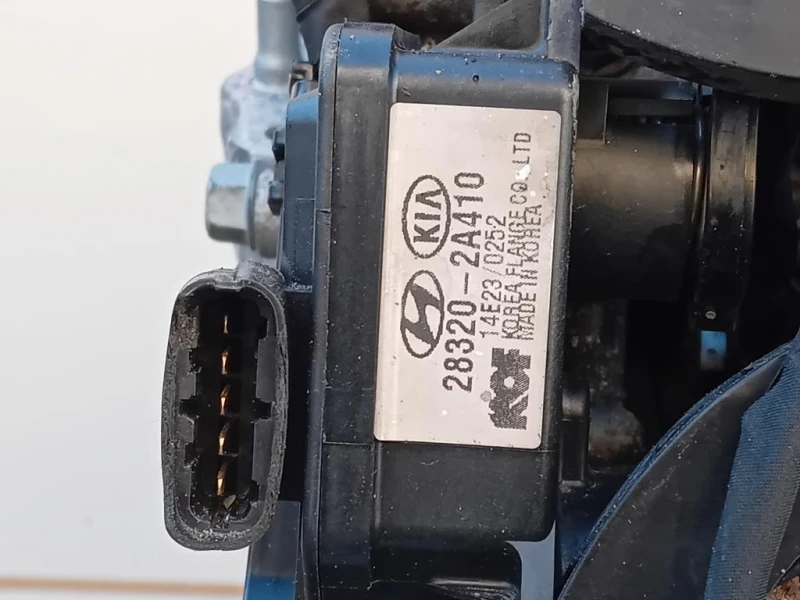 KIA
28320-2A410
14E23/0252
KOREA FLANGE CO., LTD
MADE IN KOREA
KOF